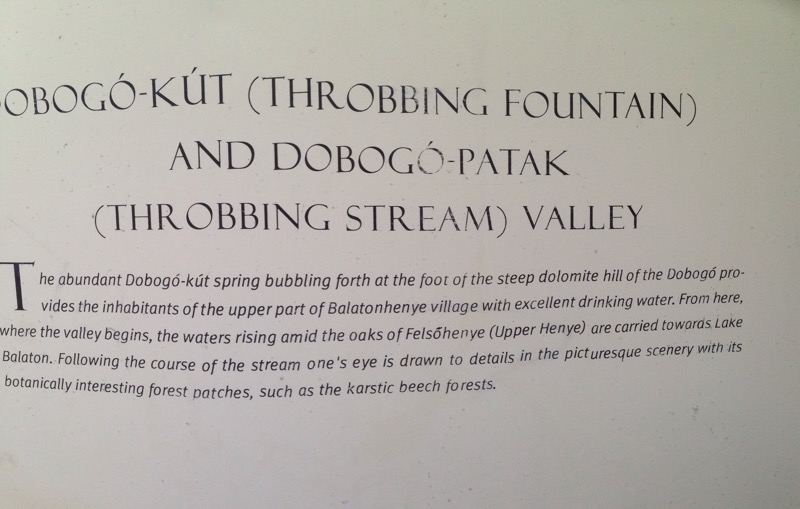 DOBOGÓ-KÚT (THROBBING FOUNTAIN)
AND DOBOGÓ-PATAK
(THROBBING STREAM) VALLEY
The abundant Dobogó-kút spring bubbling forth at the foot of the steep dolomite hill of the Dobogó pro-
vides the inhabitants of the upper part of Balatonhenye village with excellent drinking water. From here,
where the valley begins, the waters rising amid the oaks of Felsőhenye (Upper Henye) are carried towards Lake
Balaton. Following the course of the stream one's eye is drawn to details in the picturesque scenery with its
botanically interesting forest patches, such as the karstic beech forests.